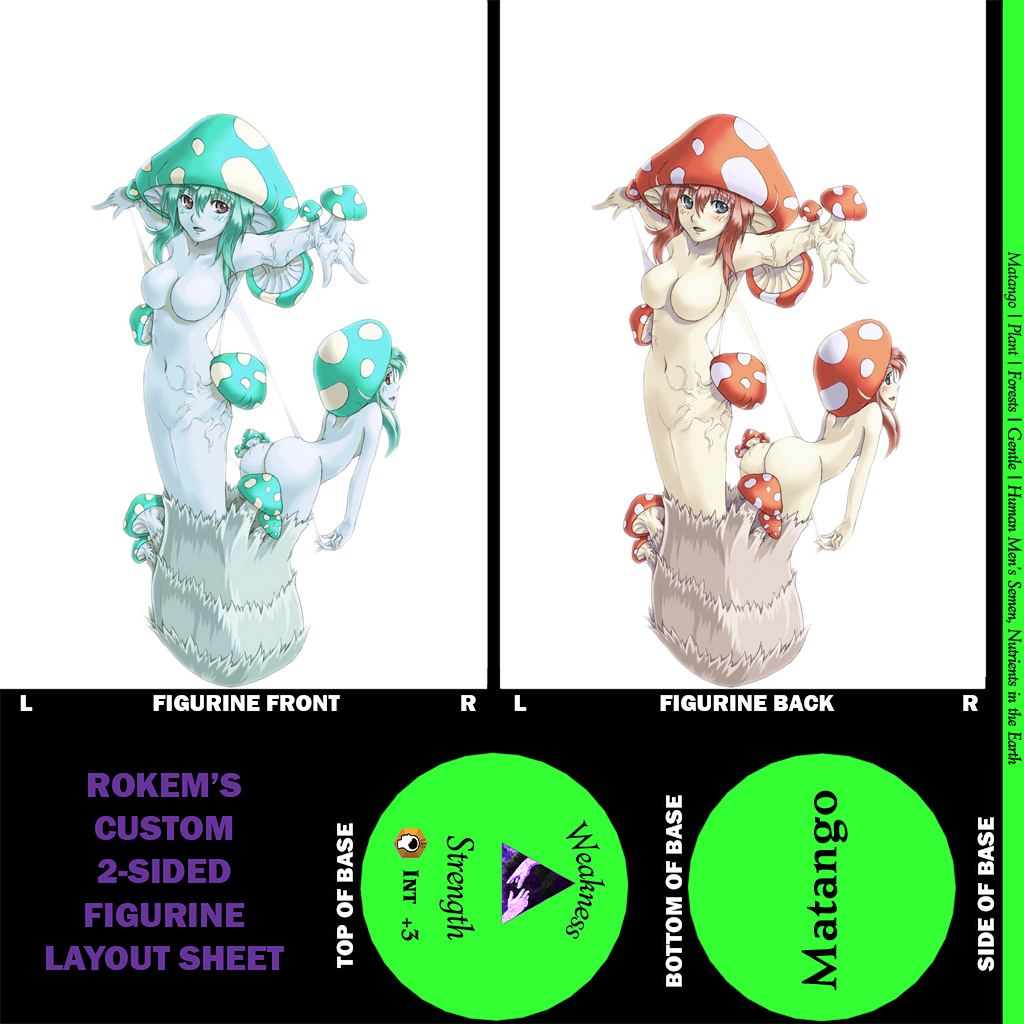 Matango | Plant | Forests | Gentle | Human Men's Semen, Nutrients in the Earth
L
FIGURINE FRONT
R
L
FIGURINE BACK
R
ROKEM'S
CUSTOM
2-SIDED
FIGURINE
LAYOUT SHEET
TOP OF BASE
INT +3
Strength
Weakness
BOTTOM OF BASE
Matango
SIDE OF BASE